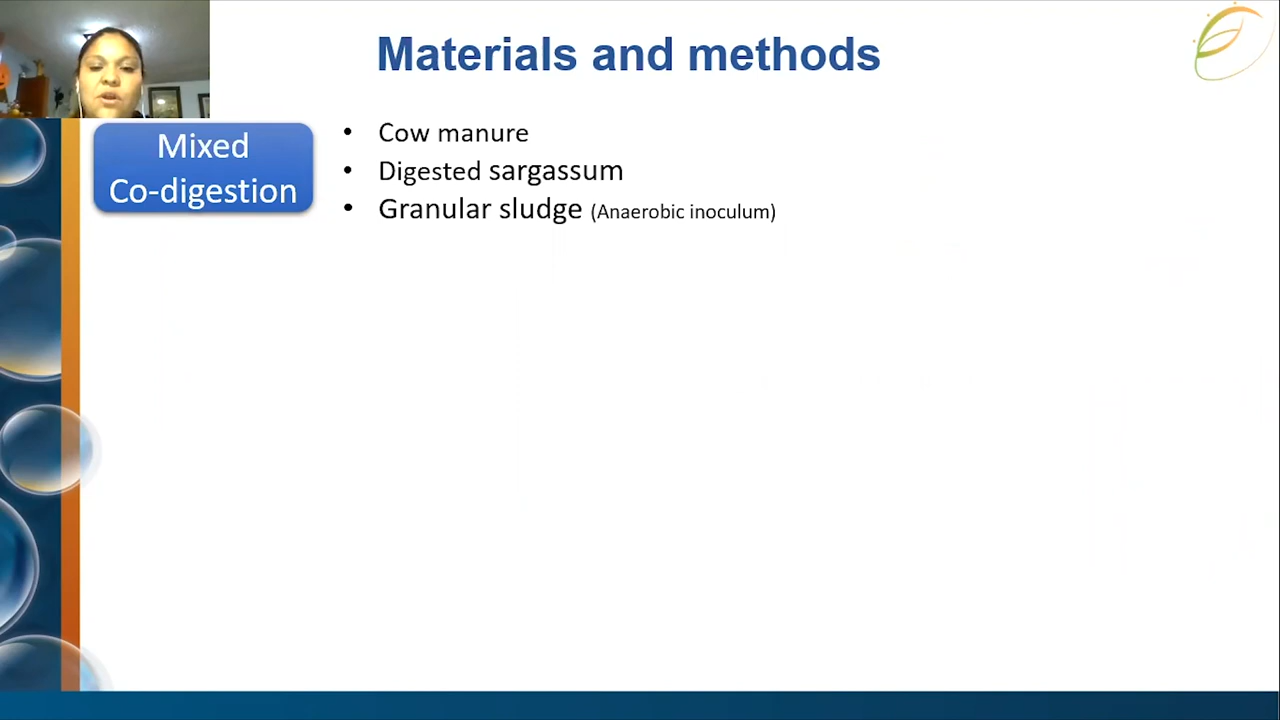 Materials and methods
Mixed
Co-digestion
• Cow manure
• Digested sargassum
• Granular sludge (Anaerobic inoculum)